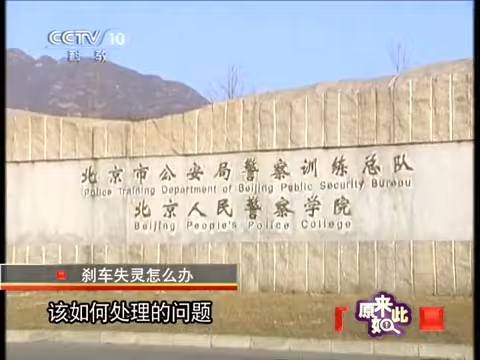 CCTV 10
科教
北京市公安局警察训练总队
Police Training Department of Beijing Public Security Bureau
北京人民警察学院
Beijing People's Police College
刹车失灵怎么办
该如何处理的问题
原来如此